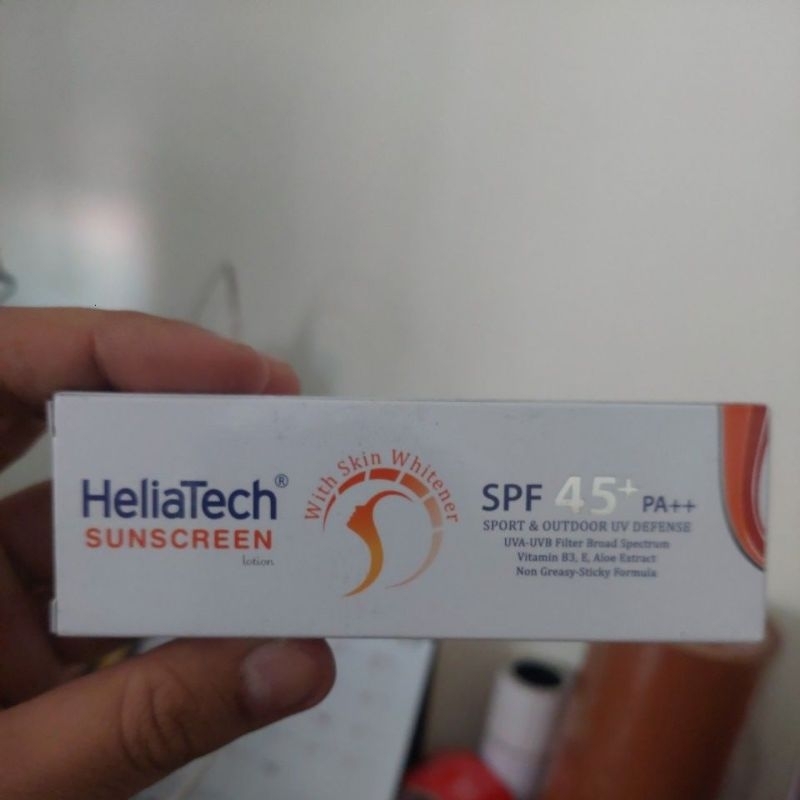 HeliaTech®
SUNSCREEN
lotion
With Skin Whitener
SPF 45+ PA++
SPORT & OUTDOOR UV DEFENSE
UVA-UVB Filter Broad Spectrum
Vitamin B3, E, Aloe Extract
Non Greasy-Sticky Formula